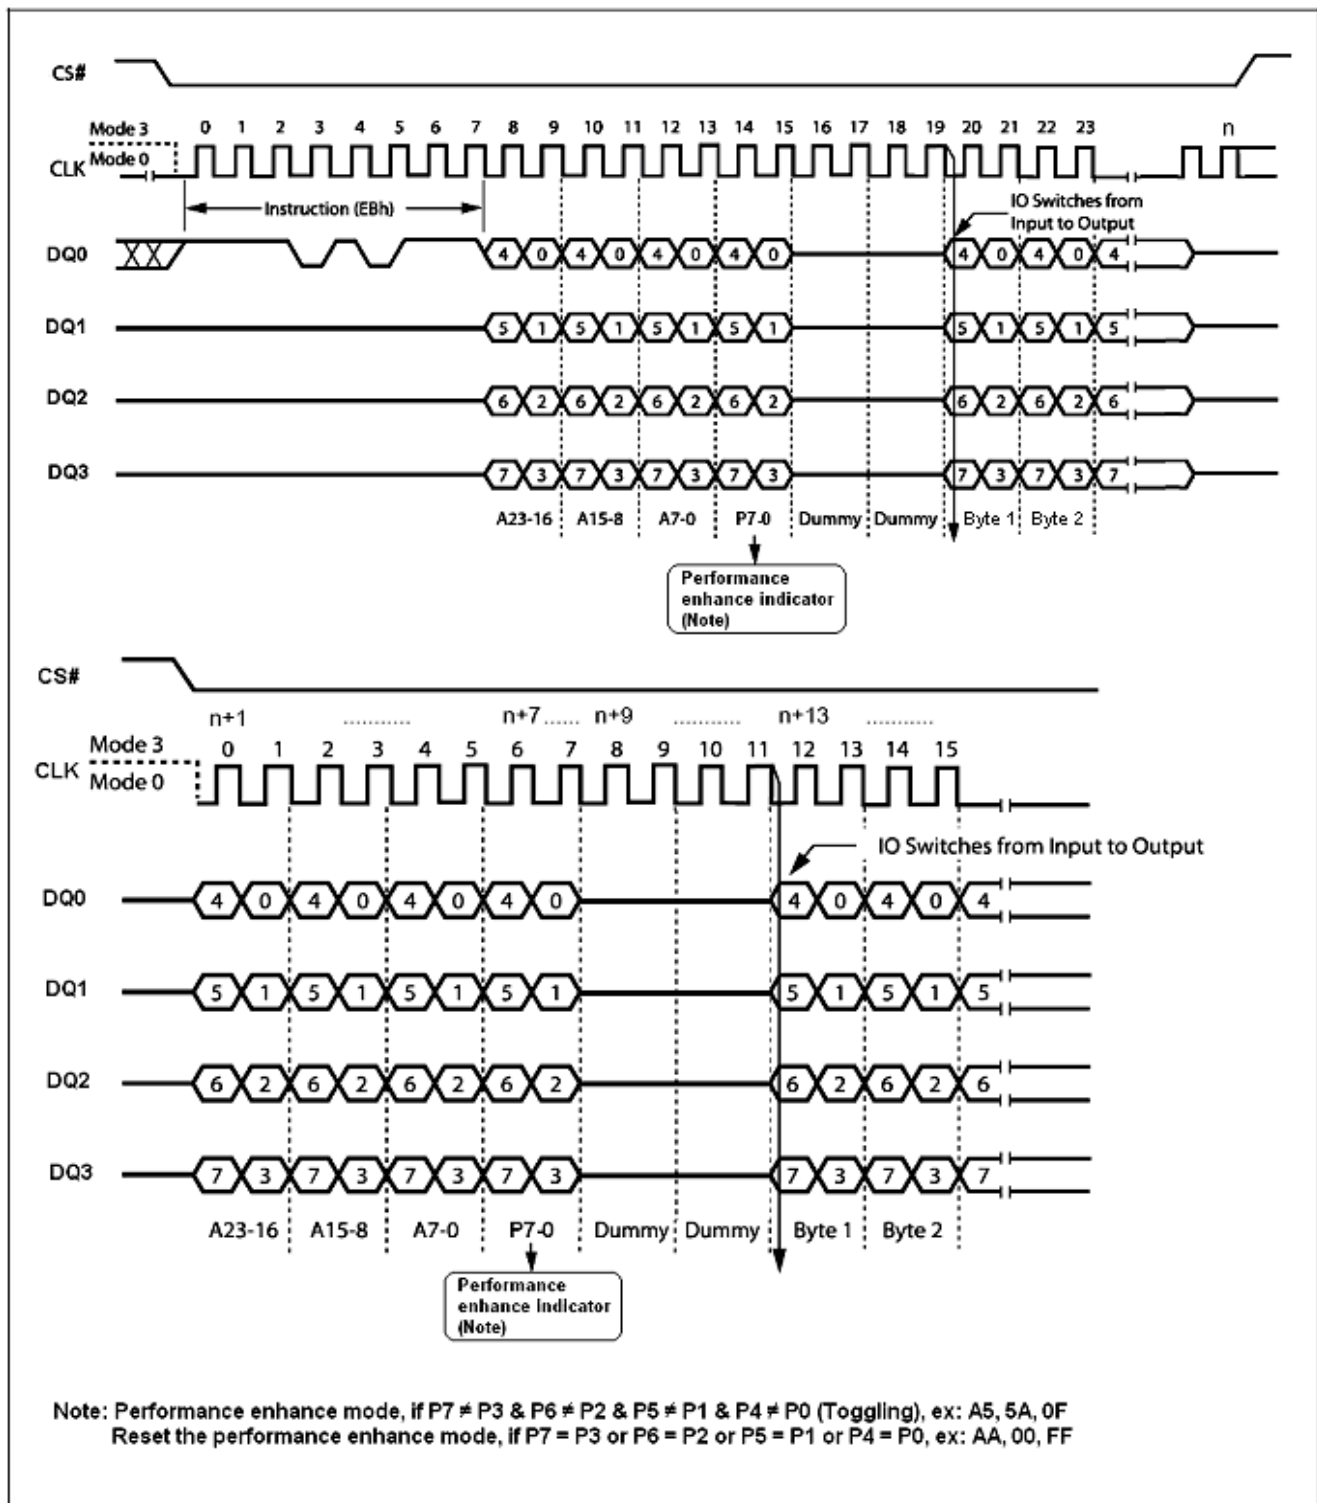 CS#
Mode 3
0 1 2 3 4 5 6 7 8 9 10 11 12 13 14 15 16 17 18 19 20 21 22 23 n
CLK Mode 0
Instruction (EBh)
IO Switches from
Input to Output
DQ0 4 0 4 0 4 0 4 0 4 0 4 0 4
DQ1 5 1 5 1 5 1 5 1 5 1 5 1 5
DQ2 6 2 6 2 6 2 6 2 6 2 6 2 6
DQ3 7 3 7 3 7 3 7 3 7 3 7 3 7
A23-16 A15-8 A7-0 P7-0 Dummy Dummy Byte 1 Byte 2
Performance
enhance indicator
(Note)
CS#
n+1 ........... n+7 ...... n+9 ........... n+13 ...........
Mode 3 0 1 2 3 4 5 6 7 8 9 10 11 12 13 14 15
CLK Mode 0
IO Switches from Input to Output
DQ0 4 0 4 0 4 0 4 0 4 0 4 0 4
DQ1 5 1 5 1 5 1 5 1 5 1 5 1 5
DQ2 6 2 6 2 6 2 6 2 6 2 6 2 6
DQ3 7 3 7 3 7 3 7 3 7 3 7 3 7
A23-16 A15-8 A7-0 P7-0 Dummy Dummy Byte 1 Byte 2
Performance
enhance indicator
(Note)
Note: Performance enhance mode, if P7 ≠ P3 & P6 ≠ P2 & P5 ≠ P1 & P4 ≠ P0 (Toggling), ex: A5, 5A, 0F
Reset the performance enhance mode, if P7 = P3 or P6 = P2 or P5 = P1 or P4 = P0, ex: AA, 00, FF